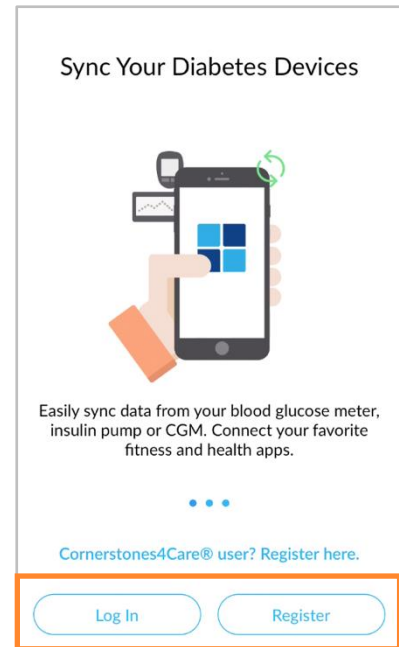 Sync Your Diabetes Devices
Easily sync data from your blood glucose meter,
insulin pump or CGM. Connect your favorite
fitness and health apps.
Cornerstones4Care® user? Register here.
Log In Register